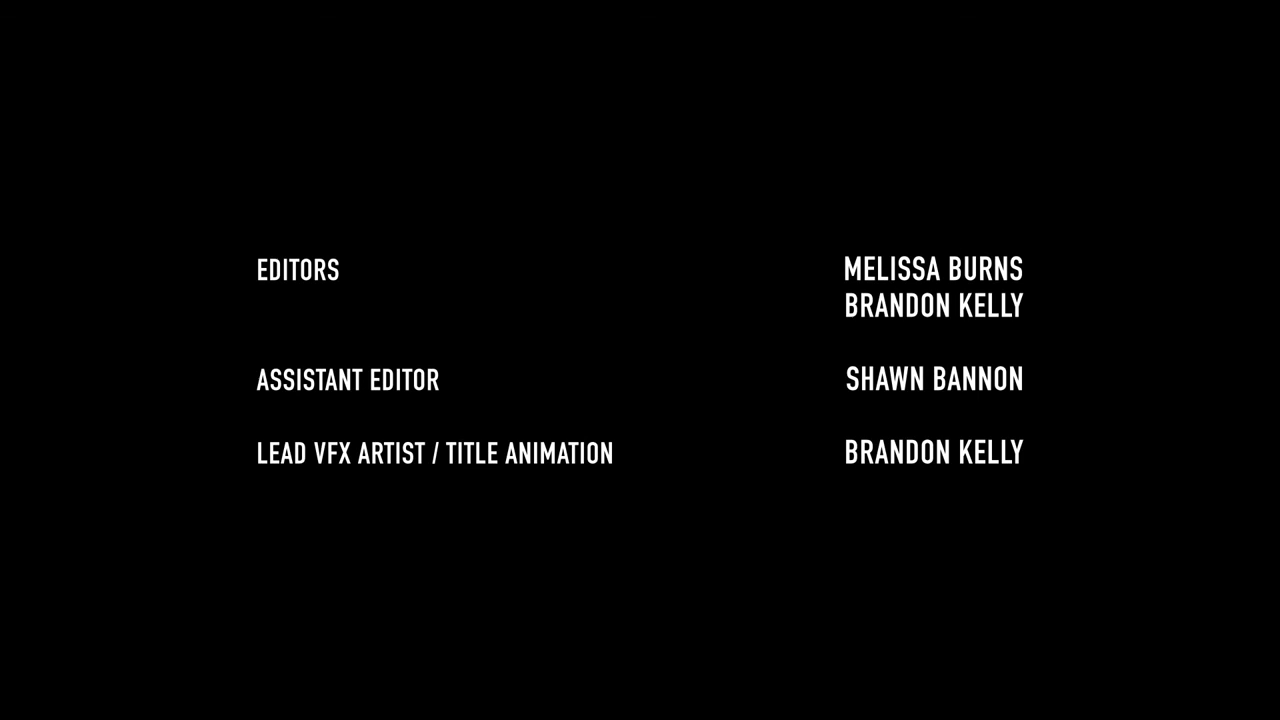 EDITORS MELISSA BURNS
BRANDON KELLY
ASSISTANT EDITOR SHAWN BANNON
LEAD VFX ARTIST / TITLE ANIMATION BRANDON KELLY